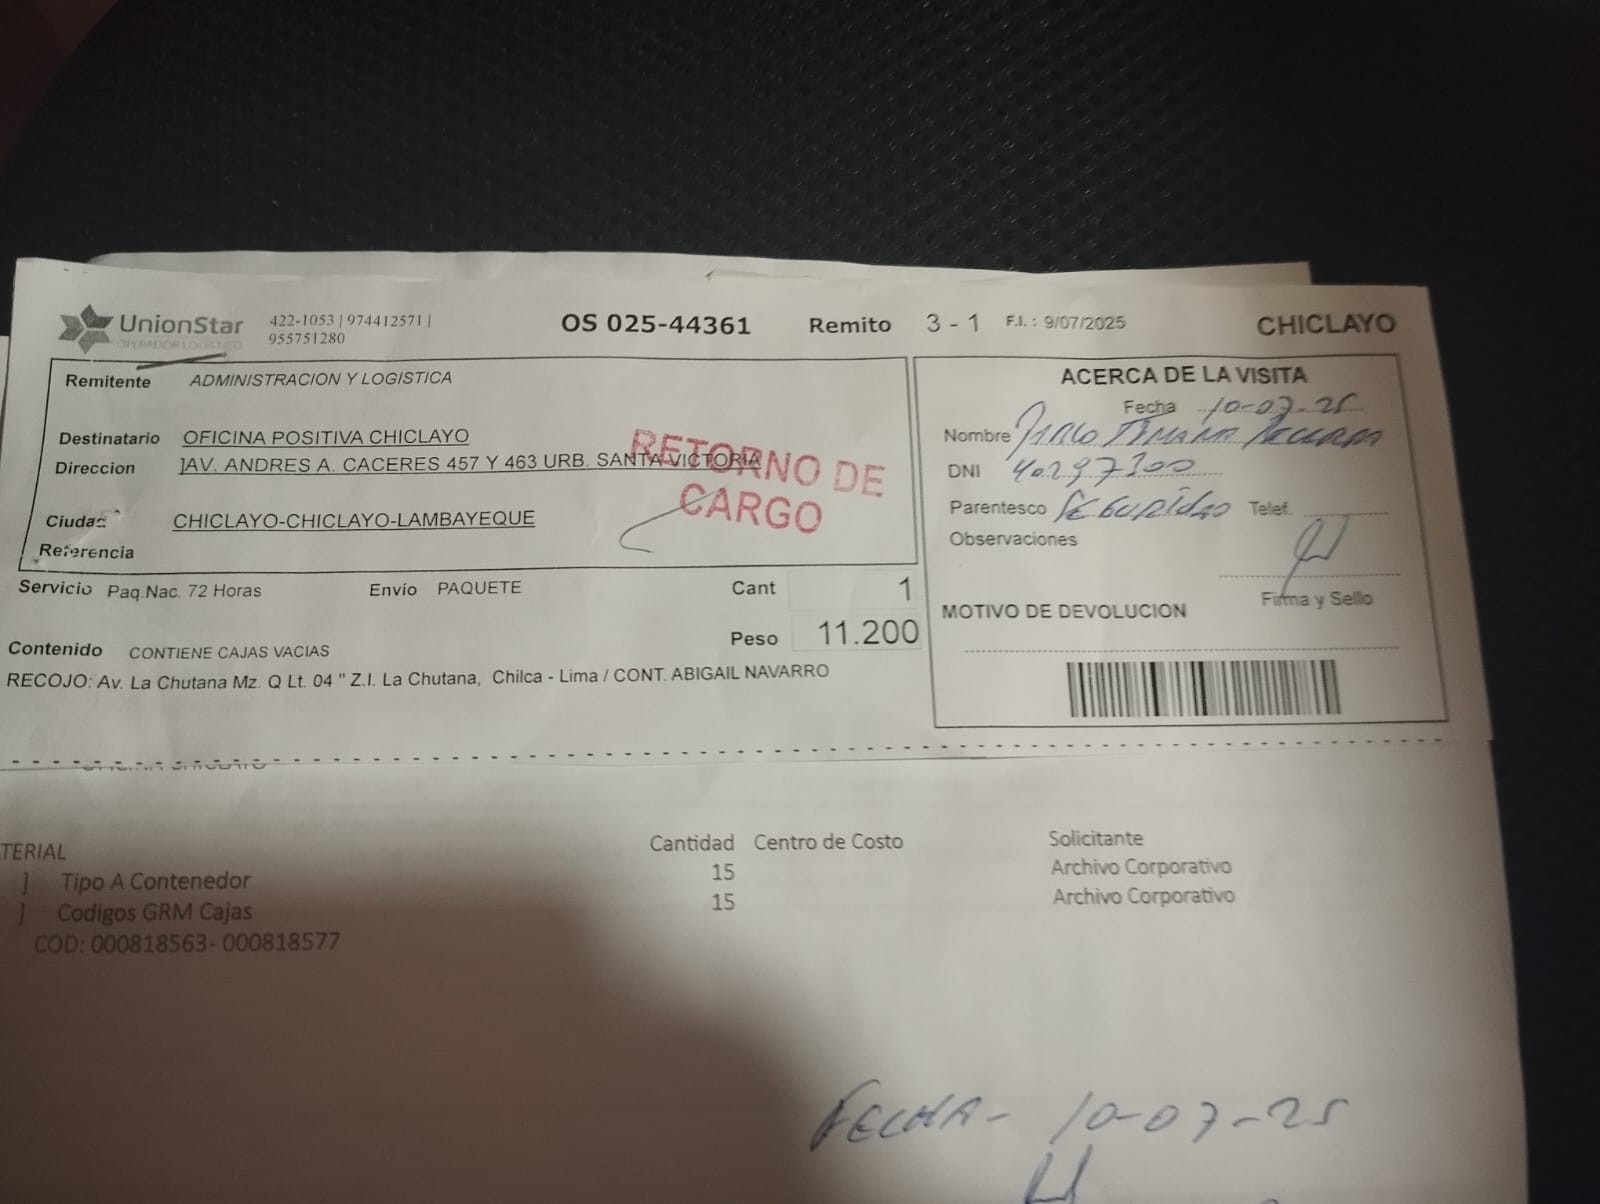 UnionStar
OPERADOR LOGISTICO
422-1053 | 974412571 |
955751280
OS 025-44361 Remito 3 - 1 F.I. : 9/07/2025 CHICLAYO
Remitente ADMINISTRACION Y LOGISTICA
Destinatario OFICINA POSITIVA CHICLAYO
Direccion ]AV. ANDRES A. CACERES 457 Y 463 URB. SANTA VICTORIA
Ciudad CHICLAYO-CHICLAYO-LAMBAYEQUE
Referencia
RETORNO DE
CARGO
ACERCA DE LA VISITA
Fecha 10-07-25
Nombre
DNI 40297300
Parentesco SEGURIDAD Telef.
Observaciones
Firma y Sello
MOTIVO DE DEVOLUCION
Servicio Paq.Nac. 72 Horas Envío PAQUETE Cant 1
Peso 11.200
Contenido CONTIENE CAJAS VACIAS
RECOJO: Av. La Chutana Mz. Q Lt. 04 " Z.I. La Chutana, Chilca - Lima / CONT. ABIGAIL NAVARRO
TERIAL Cantidad Centro de Costo Solicitante
] Tipo A Contenedor 15 Archivo Corporativo
] Codigos GRM Cajas 15 Archivo Corporativo
COD: 000818563- 000818577
FECHA- 10-07-25